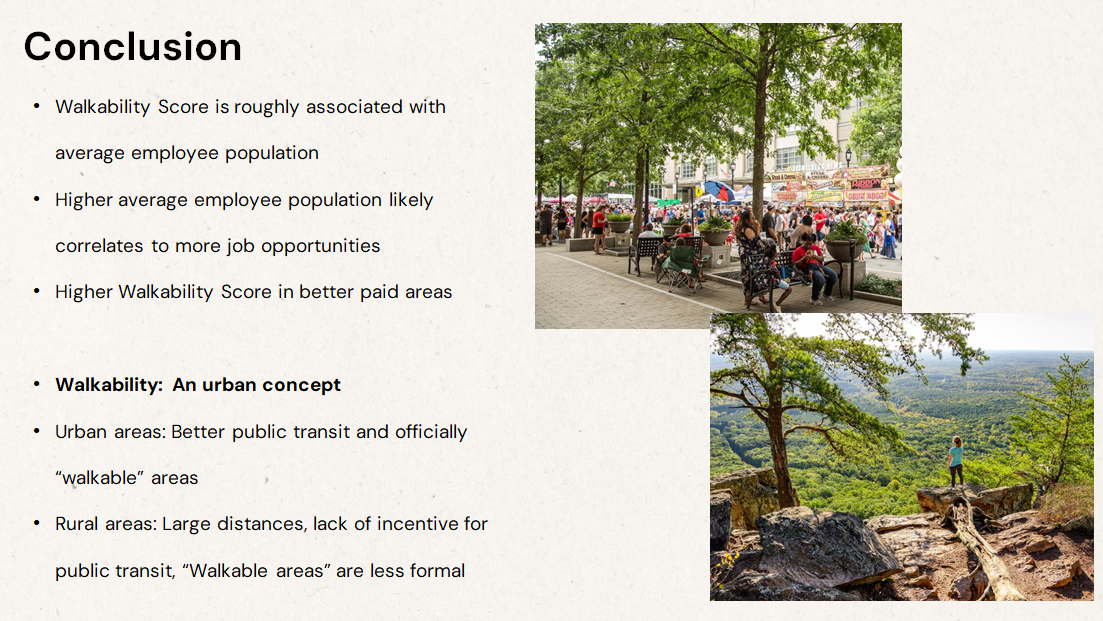 Conclusion
• Walkability Score is roughly associated with
average employee population
• Higher average employee population likely
correlates to more job opportunities
• Higher Walkability Score in better paid areas
• Walkability: An urban concept
• Urban areas: Better public transit and officially
“walkable” areas
• Rural areas: Large distances, lack of incentive for
public transit, “Walkable areas” are less formal